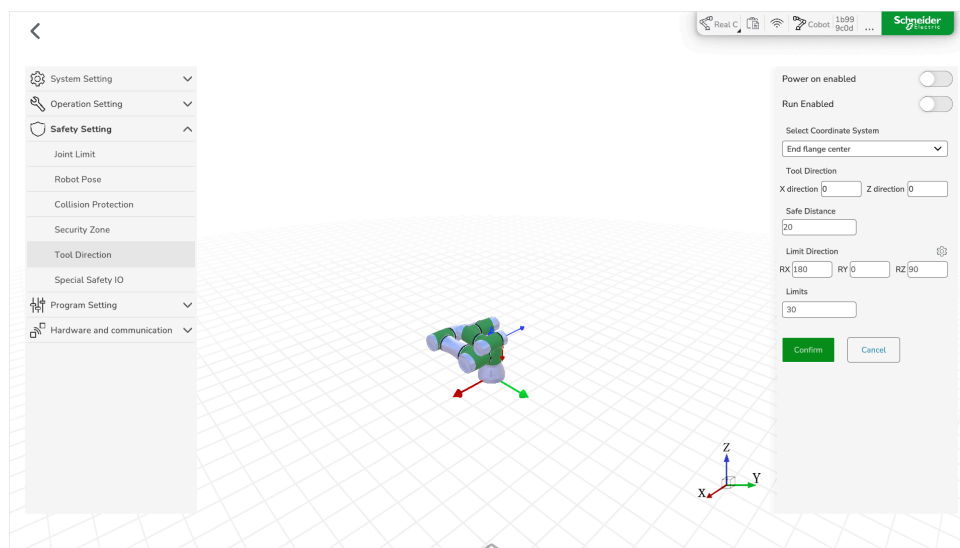 Real C
Cobot
1b99
9c0d
...
Schneider
Electric
System Setting
Operation Setting
Safety Setting
Joint Limit
Robot Pose
Collision Protection
Security Zone
Tool Direction
Special Safety IO
Program Setting
Hardware and communication
Power on enabled
Run Enabled
Select Coordinate System
End flange center
Tool Direction
X direction 0 Z direction 0
Safe Distance
20
Limit Direction
RX 180 RY 0 RZ 90
Limits
30
Confirm Cancel
Z
Y
X